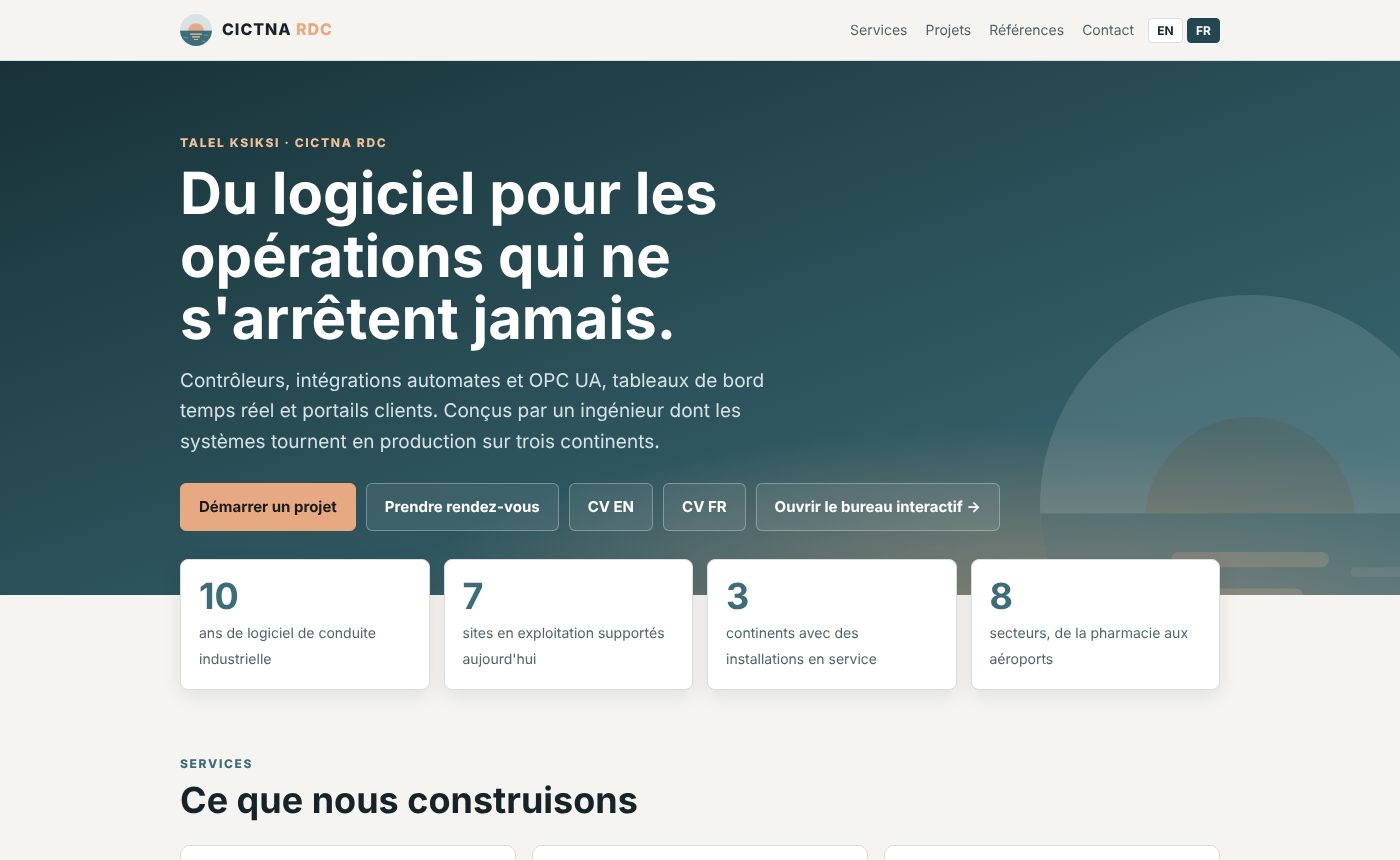 CICTNA RDC
Services
Projets
Références
Contact
EN
FR
TALEL KSIKSI · CICTNA RDC
Du logiciel pour les
opérations qui ne
s'arrêtent jamais.
Contrôleurs, intégrations automates et OPC UA, tableaux de bord
temps réel et portails clients. Conçus par un ingénieur dont les
systèmes tournent en production sur trois continents.
Démarrer un projet
Prendre rendez-vous
CV EN
CV FR
Ouvrir le bureau interactif →
10
ans de logiciel de conduite
industrielle
7
sites en exploitation supportés
aujourd'hui
3
continents avec des
installations en service
8
secteurs, de la pharmacie aux
aéroports
SERVICES
Ce que nous construisons